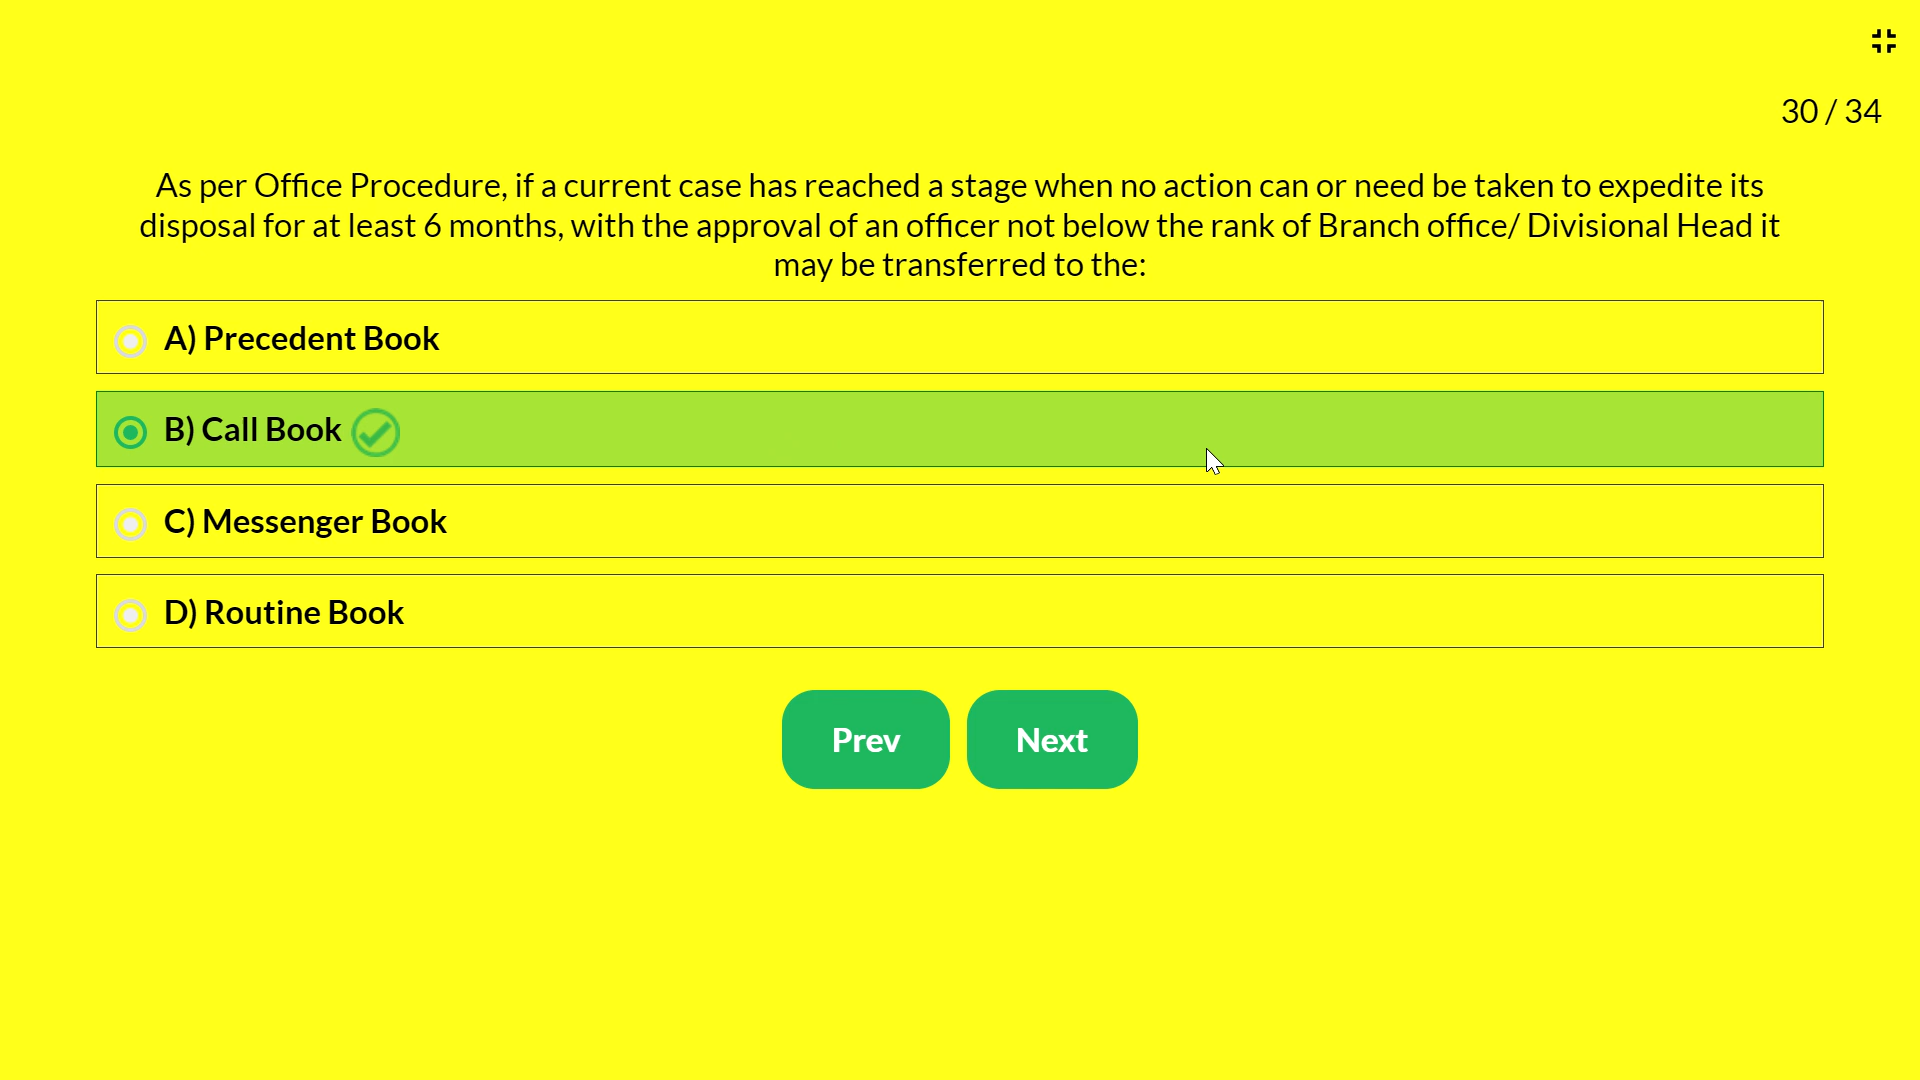 30 / 34
As per Office Procedure, if a current case has reached a stage when no action can or need be taken to expedite its
disposal for at least 6 months, with the approval of an officer not below the rank of Branch office/ Divisional Head it
may be transferred to the:
A) Precedent Book
B) Call Book
C) Messenger Book
D) Routine Book
Prev Next